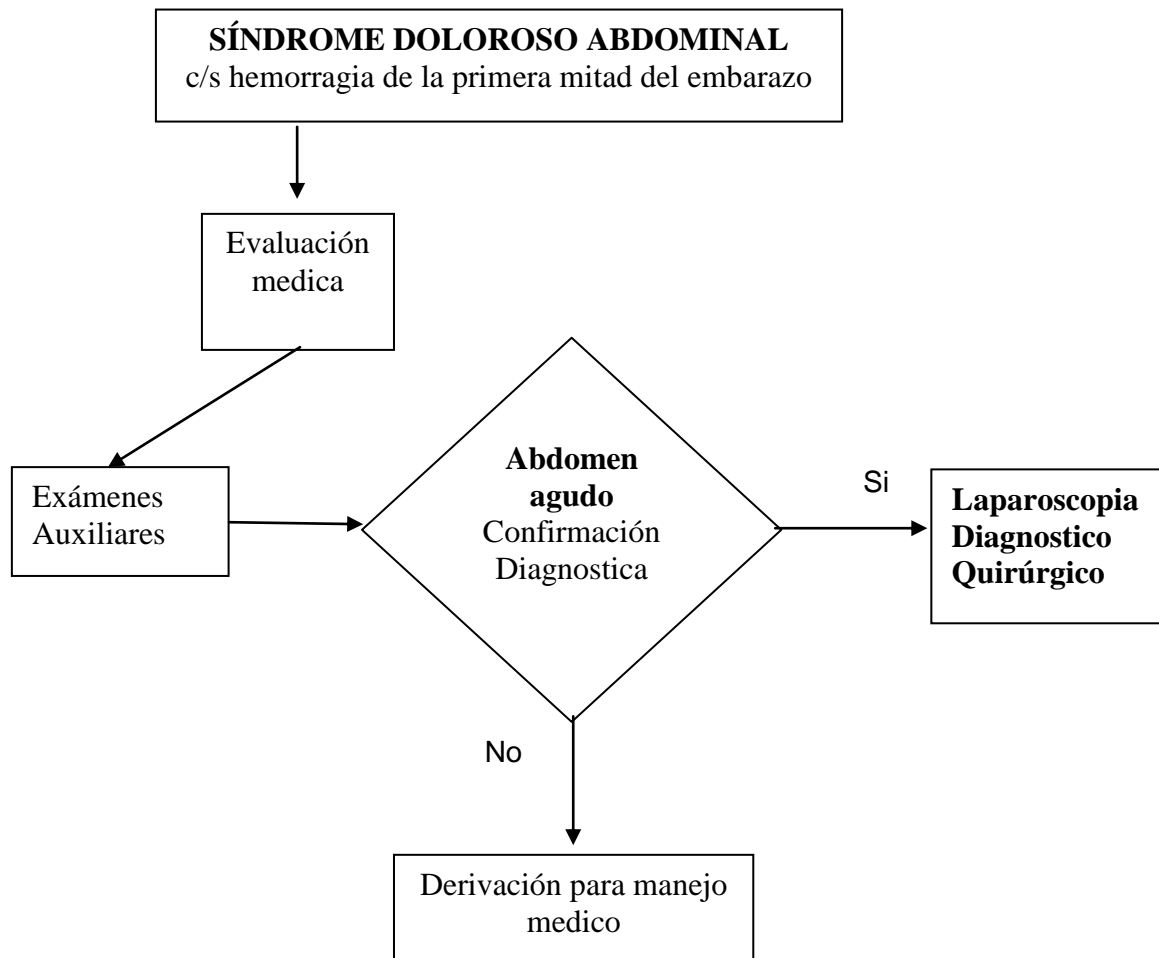 SÍNDROME DOLOROSO ABDOMINAL
c/s hemorragia de la primera mitad del embarazo
Evaluación
medica
Exámenes
Auxiliares
Abdomen
agudo
Confirmación
Diagnostica
Si
Laparoscopia
Diagnostico
Quirúrgico
No
Derivación para manejo
medico